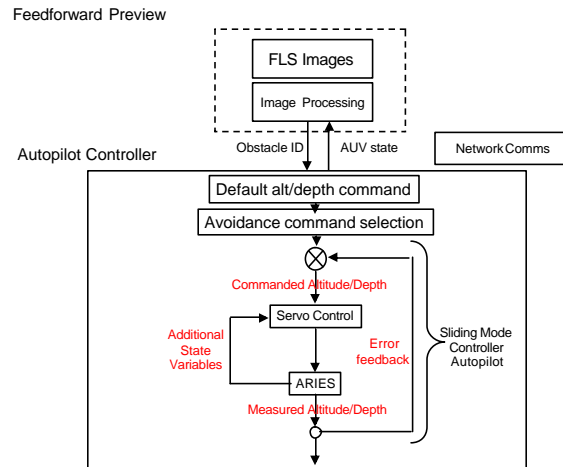 Feedforward Preview
FLS Images
Image Processing
Obstacle ID
AUV state
Network Comms
Autopilot Controller
Default alt/depth command
Avoidance command selection
Commanded Altitude/Depth
Servo Control
Additional
State
Variables
Error
feedback
Sliding Mode
Controller
Autopilot
ARIES
Measured Altitude/Depth